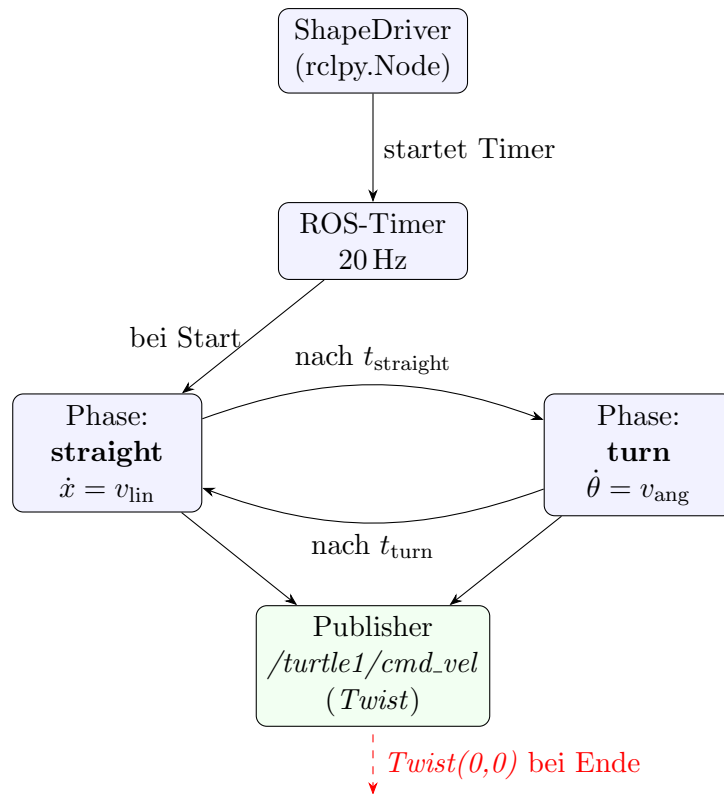 ShapeDriver
(rclpy.Node)
startet Timer
ROS-Timer
20 Hz
bei Start
nach t_straight
Phase:
straight
ẋ = v_lin
Phase:
turn
θ̇ = v_ang
nach t_turn
Publisher
/turtle1/cmd_vel
(Twist)
Twist(0,0) bei Ende